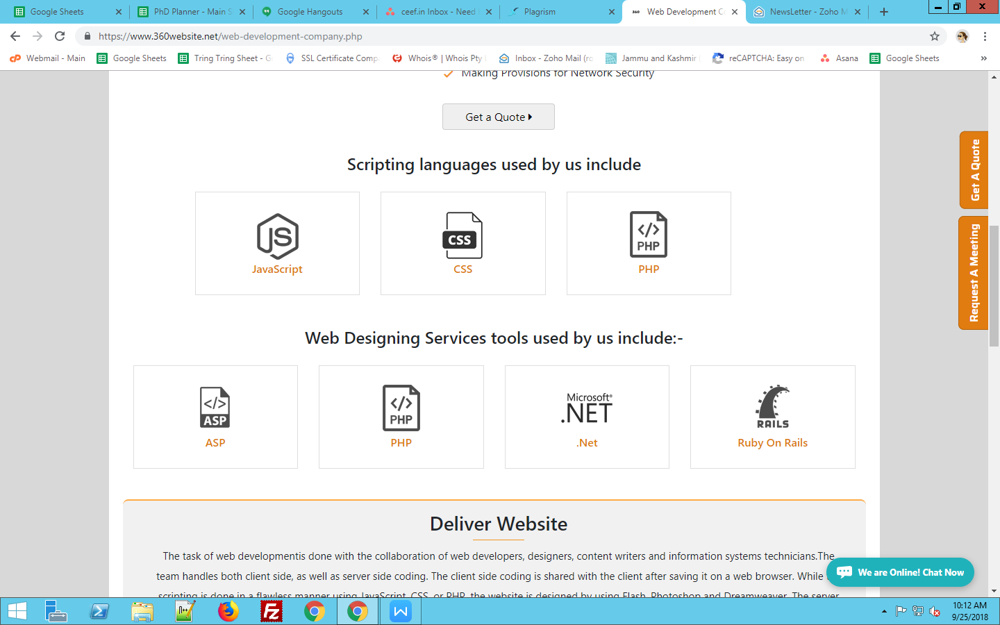 Google Sheets
PhD Planner - Main S
Google Hangouts
ceef.in Inbox - Need
Plagrism
360
Web Development C
NewsLetter - Zoho M
https://www.360website.net/web-development-company.php
Webmail - Main
Google Sheets
Tring Tring Sheet - G
SSL Certificate Comp
Whois® | Whois Pty
Inbox - Zoho Mail (ro
Jammu and Kashmir
reCAPTCHA: Easy on
Asana
Google Sheets
»
Making Provisions for Network Security
Get a Quote
Get A Quote
Request A Meeting
Scripting languages used by us include
JS
JavaScript
CSS
CSS
</>
PHP
PHP
Web Designing Services tools used by us include:-
</>
ASP
ASP
</>
PHP
PHP
Microsoft®
.NET
.Net
RAILS
Ruby On Rails
Deliver Website
The task of web developmentis done with the collaboration of web developers, designers, content writers and information systems technicians.The
team handles both client side, as well as server side coding. The client side coding is shared with the client after saving it on a web browser. While
scripting is done in a flawless manner using JavaScript, CSS, or PHP, the website is designed by using Flash, Photoshop and Dreamweaver. The server
We are Online! Chat Now
10:12 AM
9/25/2018